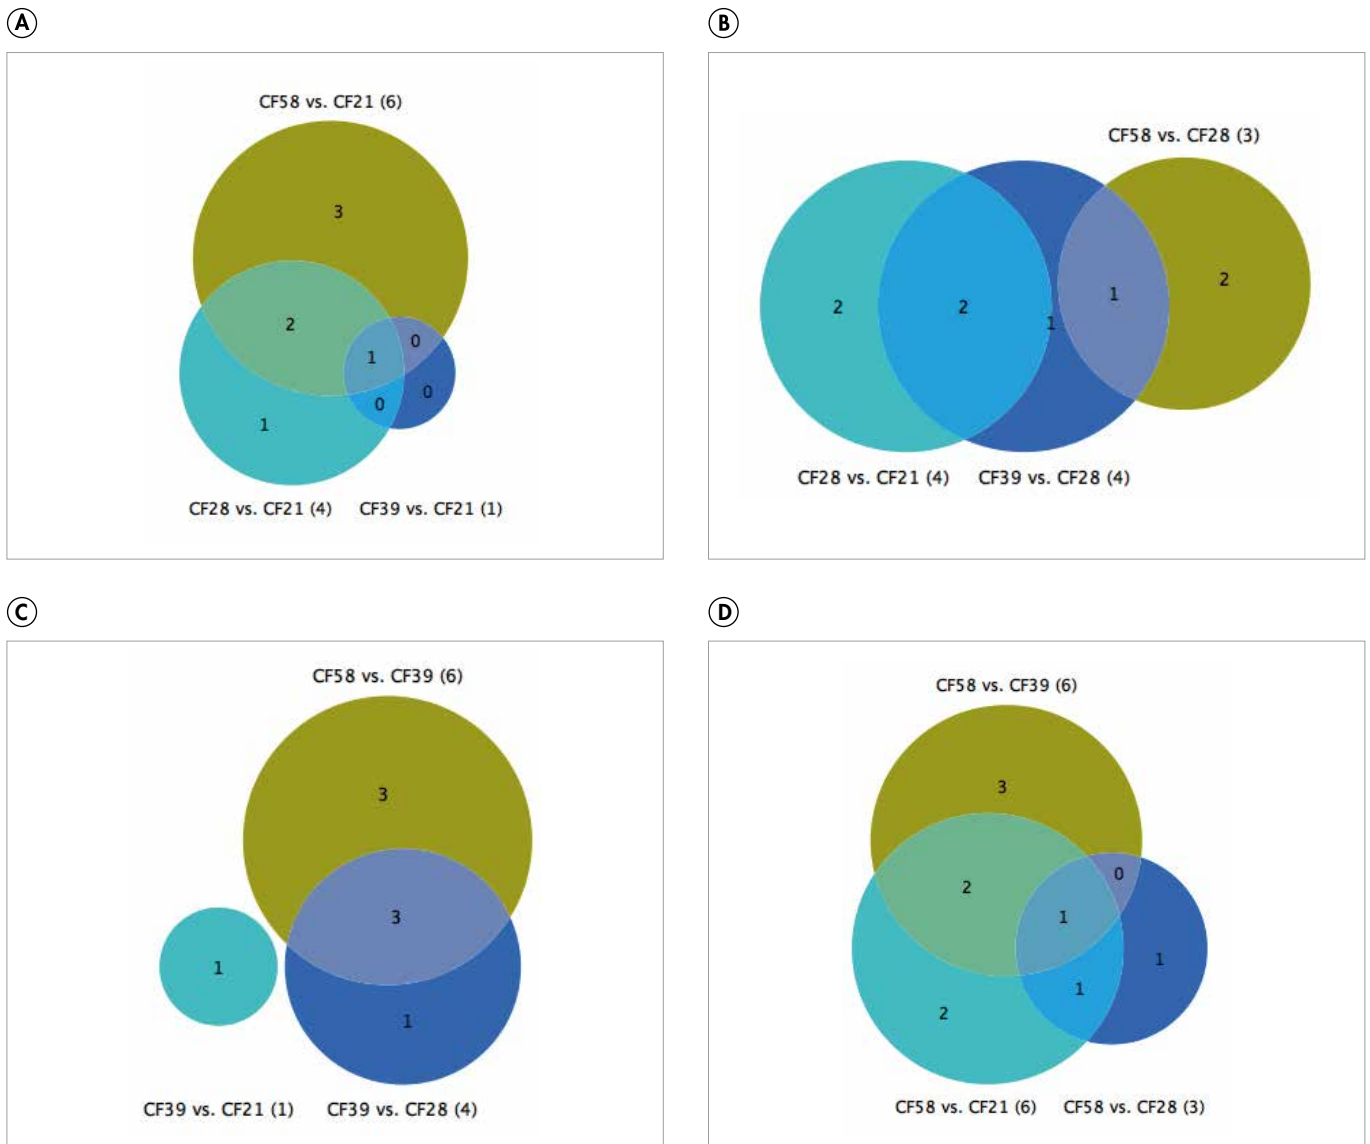 A
CF58 vs. CF21 (6)
3
2
0
1
0
0
1
CF28 vs. CF21 (4) CF39 vs. CF21 (1)
B
CF58 vs. CF28 (3)
2
2
1
1
2
CF28 vs. CF21 (4) CF39 vs. CF28 (4)
C
CF58 vs. CF39 (6)
3
3
1
1
CF39 vs. CF21 (1) CF39 vs. CF28 (4)
D
CF58 vs. CF39 (6)
3
0
2
1
1
1
2
CF58 vs. CF21 (6) CF58 vs. CF28 (3)